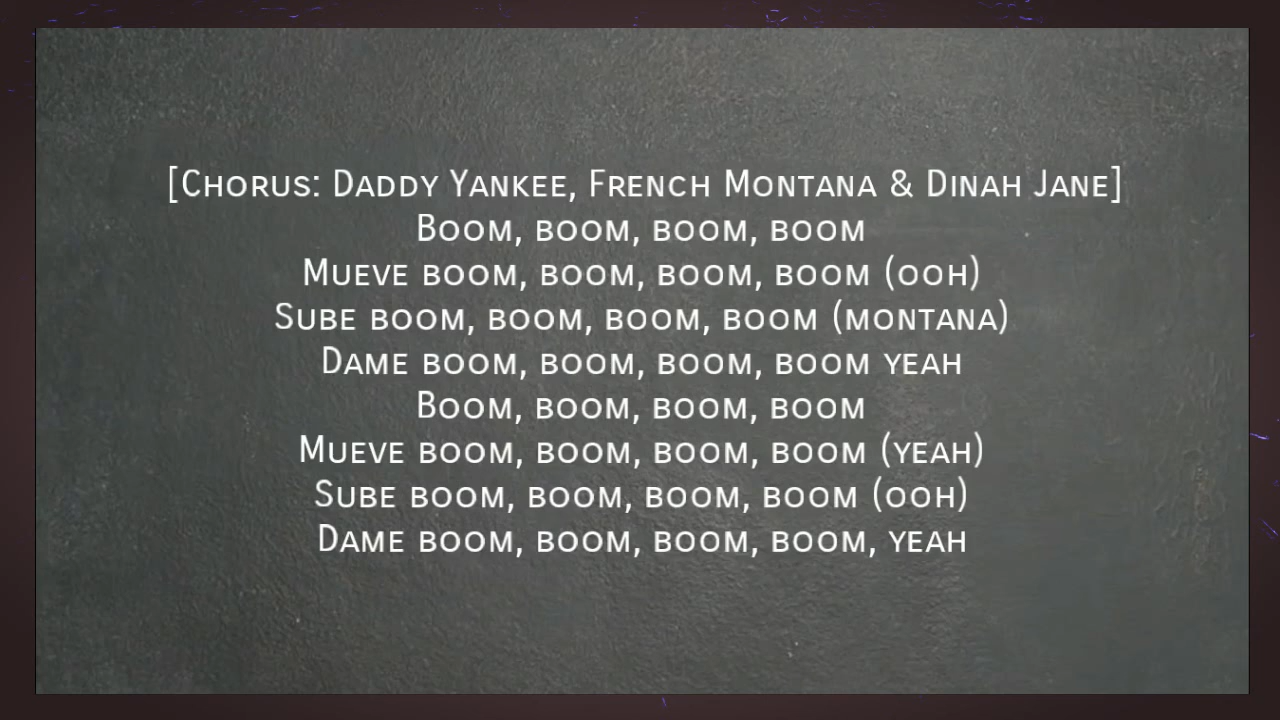 [Chorus: Daddy Yankee, French Montana & Dinah Jane]
Boom, boom, boom, boom
Mueve boom, boom, boom, boom (ooh)
Sube boom, boom, boom, boom (montana)
Dame boom, boom, boom, boom yeah
Boom, boom, boom, boom
Mueve boom, boom, boom, boom (yeah)
Sube boom, boom, boom, boom (ooh)
Dame boom, boom, boom, boom, yeah